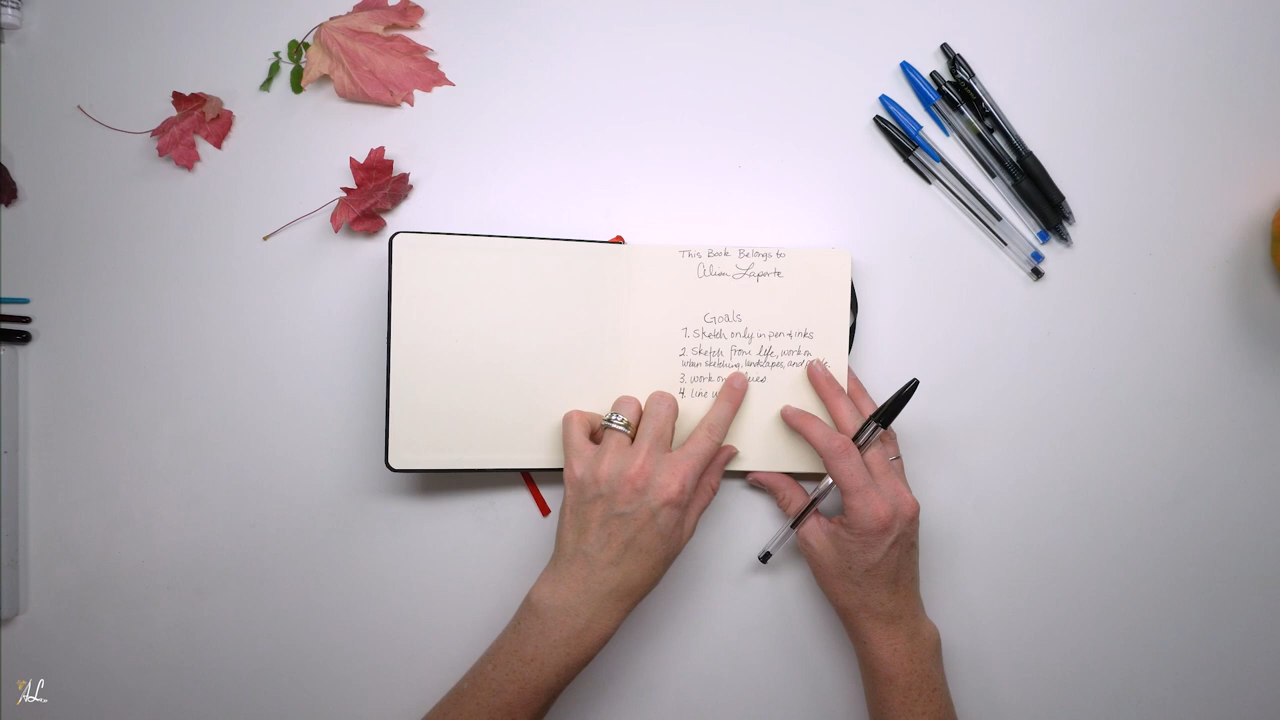 This Book Belongs to
Alison Laporte
Goals
1. Sketch only in pen & inks
2. Sketch from life, work on
urban sketching, landscapes, and
3. work on
4. line
AL